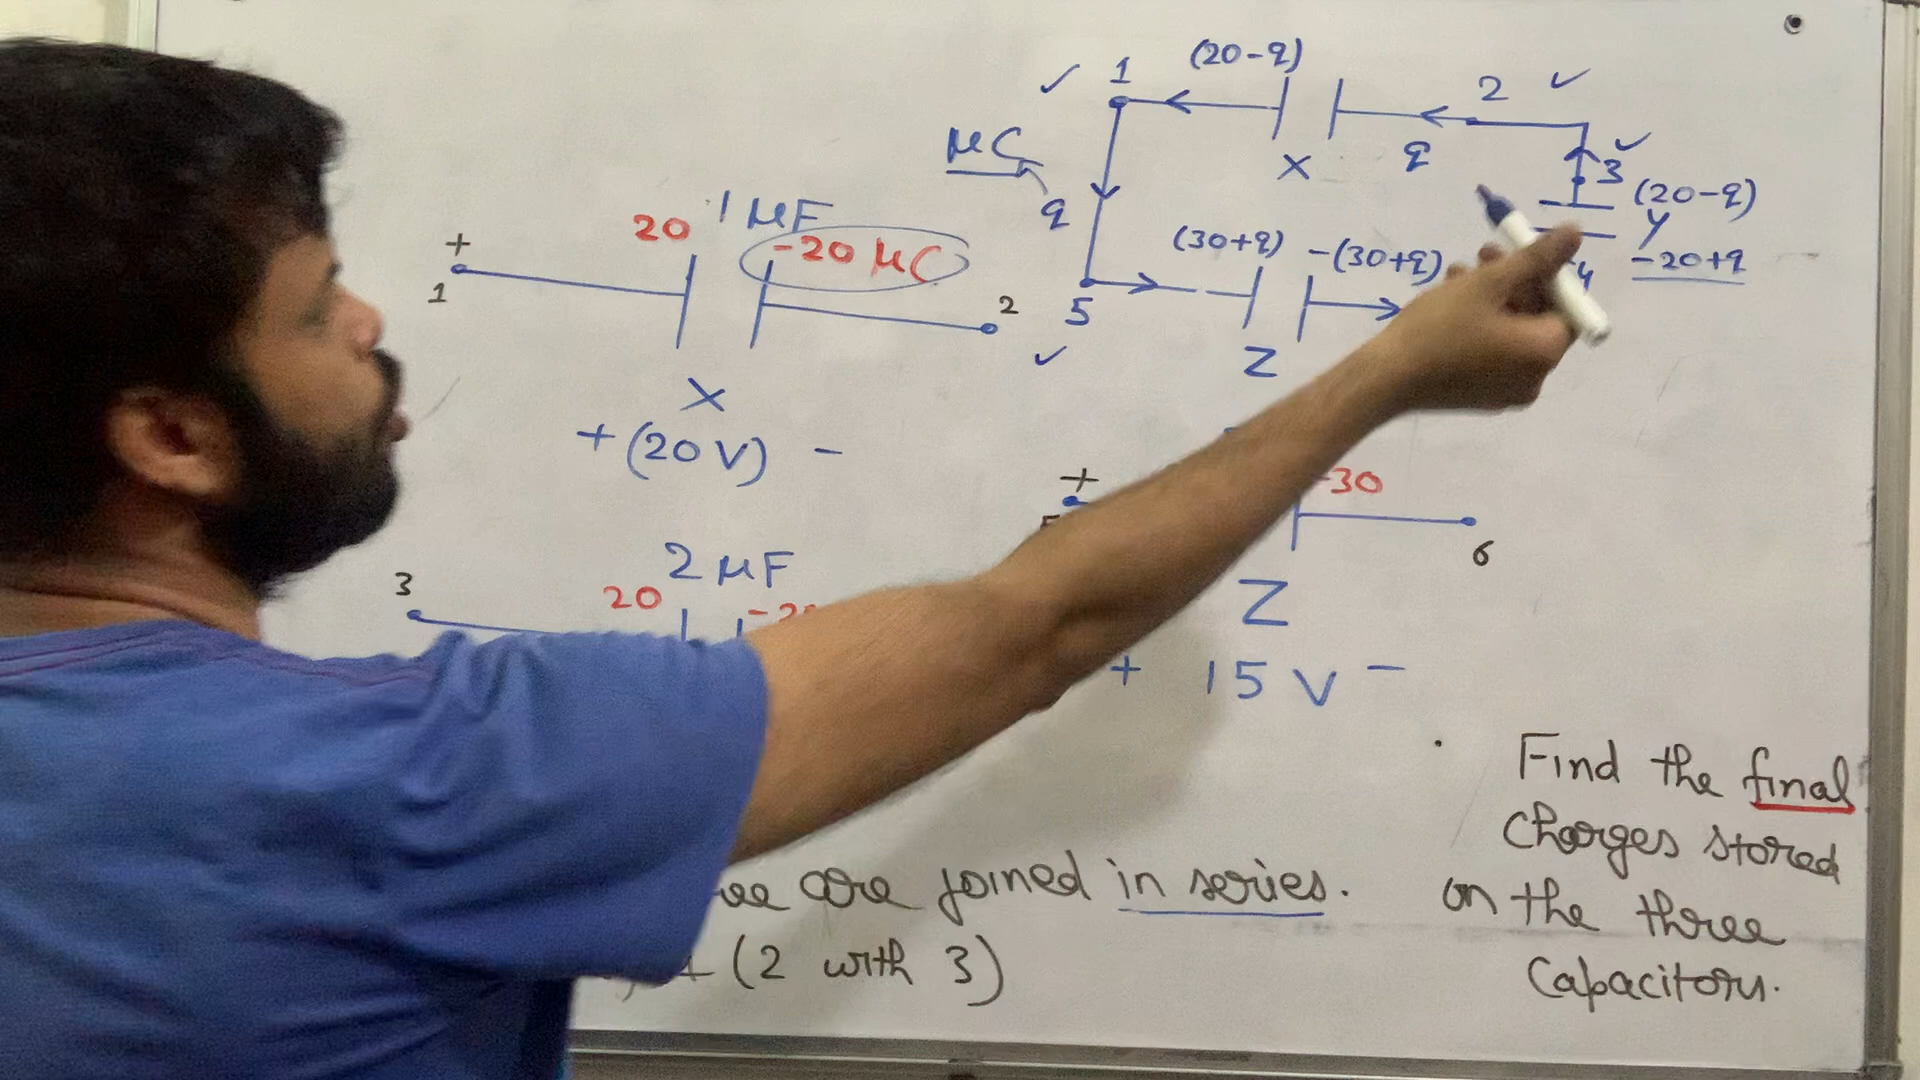 1 μF
20
-20 μC
+
1
2
X
+ (20 V) -
2 μF
3
20
(20-q)
1
2
X
q
μC
q
3
(20-q)
y
-20+q
4
(30+q)
-(30+q)
5
Z
+
-30
6
Z
+ 15 V -
are joined in series.
(2 with 3)
Find the final
charges stored
on the three
Capacitors.